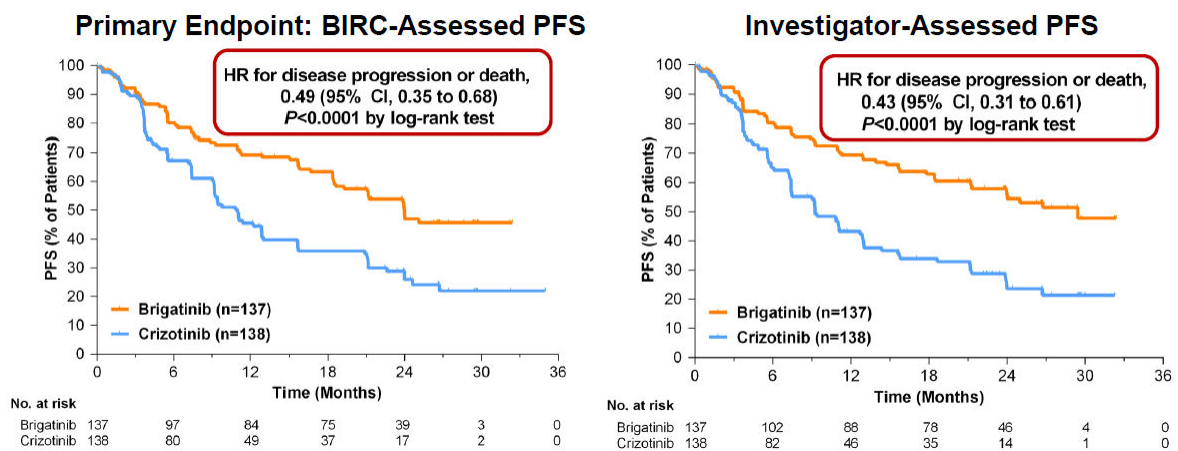 Primary Endpoint: BIRC-Assessed PFS
HR for disease progression or death,
0.49 (95% CI, 0.35 to 0.68)
P<0.0001 by log-rank test
PFS (% of Patients)
100
90
80
70
60
50
40
30
20
10
0
Brigatinib (n=137)
Crizotinib (n=138)
0 6 12 18 24 30 36
Time (Months)
No. at risk
Brigatinib 137 97 84 75 39 3 0
Crizotinib 138 80 49 37 17 2 0
Investigator-Assessed PFS
HR for disease progression or death,
0.43 (95% CI, 0.31 to 0.61)
P<0.0001 by log-rank test
PFS (% of Patients)
100
90
80
70
60
50
40
30
20
10
0
Brigatinib (n=137)
Crizotinib (n=138)
0 6 12 18 24 30 36
Time (Months)
No. at risk
Brigatinib 137 102 88 78 46 4 0
Crizotinib 138 82 46 35 14 1 0